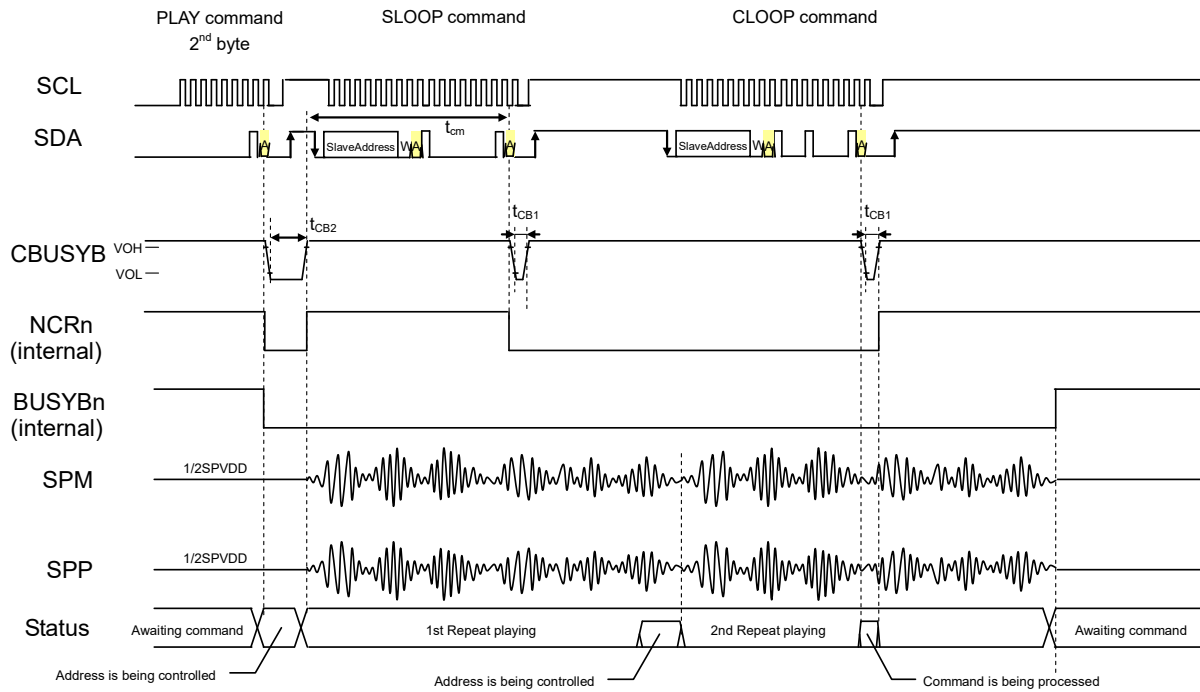 PLAY command
2nd byte
SLOOP command
CLOOP command
SCL
SDA
A
SlaveAddress
W
A
A
SlaveAddress
W
A
A
tcm
tCB2
tCB1
tCB1
CBUSYB
VOH
VOL
NCRn
(internal)
BUSYBn
(internal)
SPM
1/2SPVDD
SPP
1/2SPVDD
Status
Awaiting command
1st Repeat playing
2nd Repeat playing
Awaiting command
Address is being controlled
Address is being controlled
Command is being processed